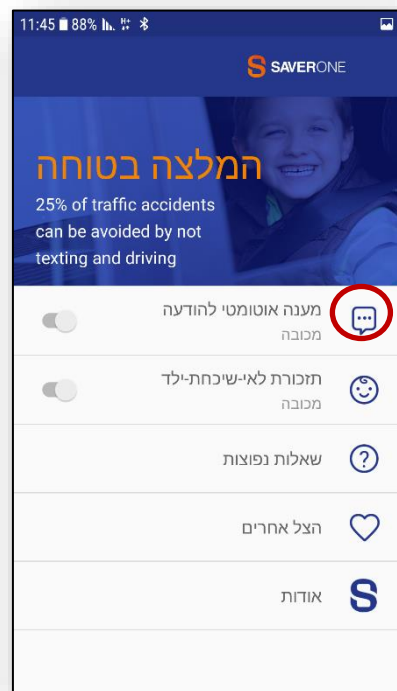 11:45 88%
SAVERONE
המלצה בטוחה
25% of traffic accidents
can be avoided by not
texting and driving
מענה אוטומטי להודעה
מכובה
תזכורת לאי-שיכחת-ילד
מכובה
שאלות נפוצות
הצל אחרים
אודות